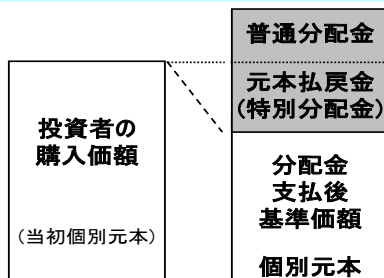 普通分配金
元本払戻金
(特別分配金)
投資者の
購入価額
(当初個別元本)
分配金
支払後
基準価額
個別元本